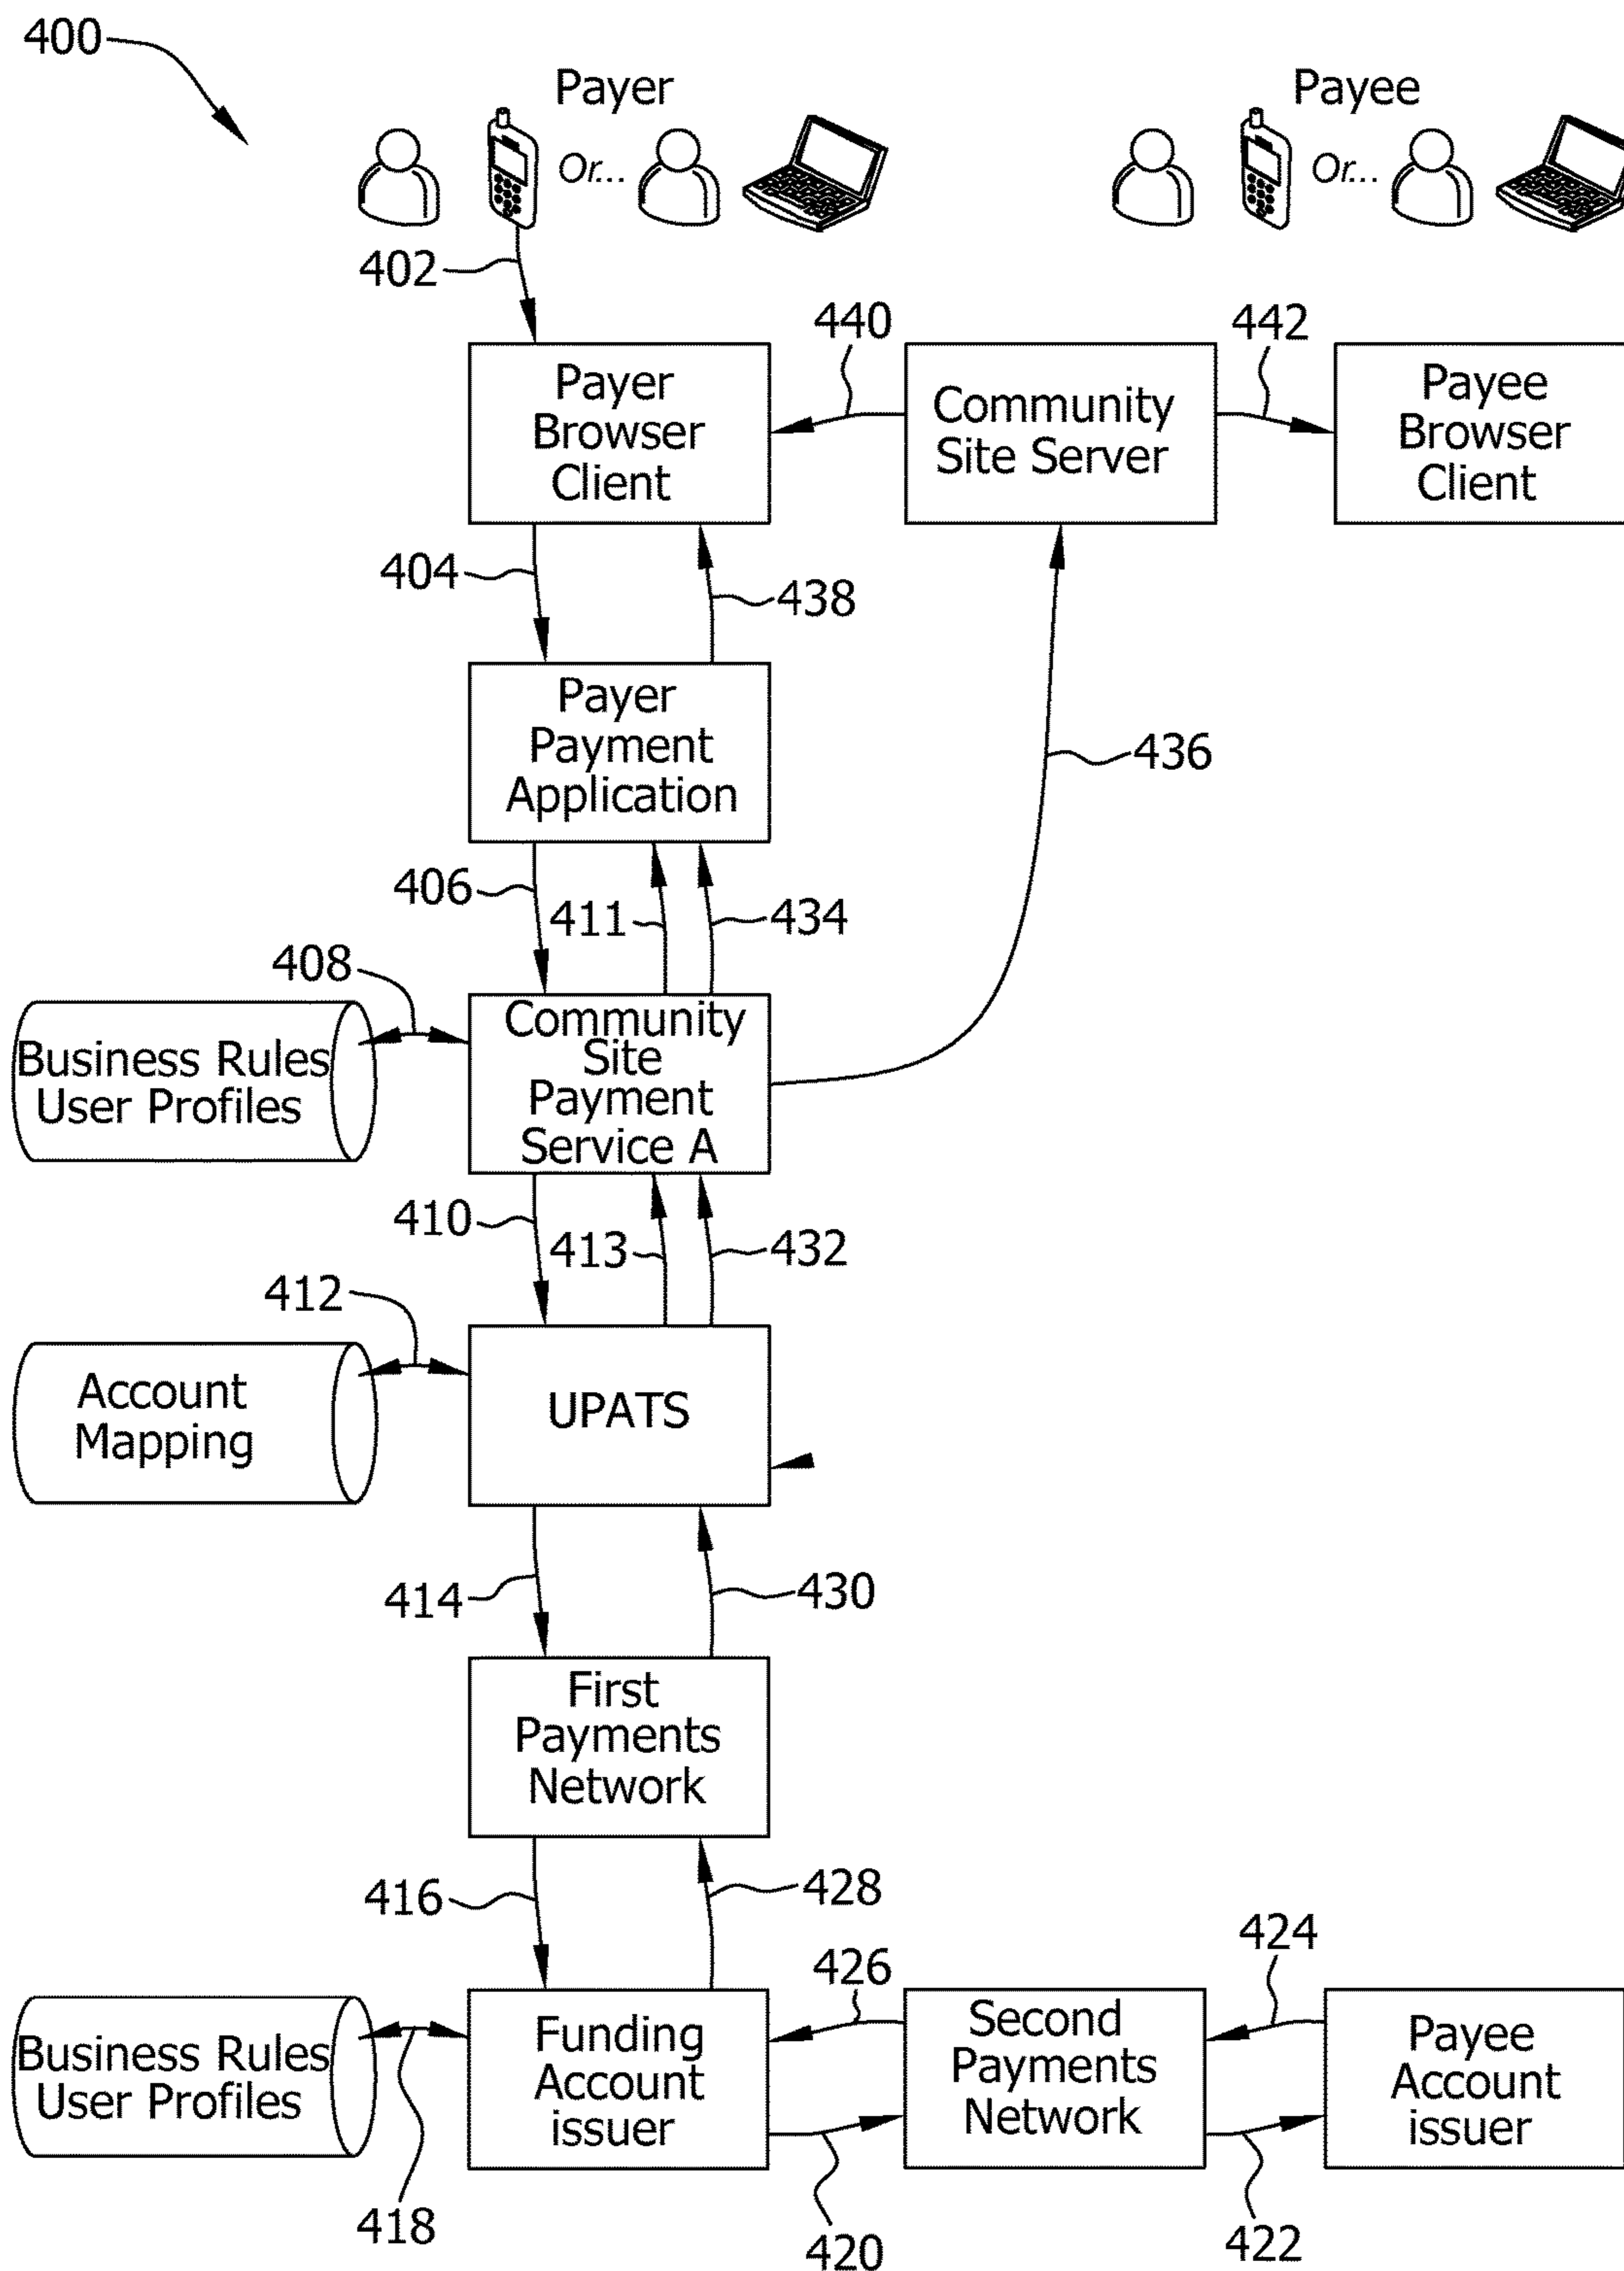 400
Payer
Payee
Or...
Or...
402
440
442
Payer
Browser
Client
Community
Site Server
Payee
Browser
Client
404
438
Payer
Payment
Application
436
406
411
434
408
Business Rules
User Profiles
Community
Site
Payment
Service A
410
413
432
412
Account
Mapping
UPATS
414
430
First
Payments
Network
416
428
426
424
Business Rules
User Profiles
Funding
Account
issuer
Second
Payments
Network
Payee
Account
issuer
418
420
422